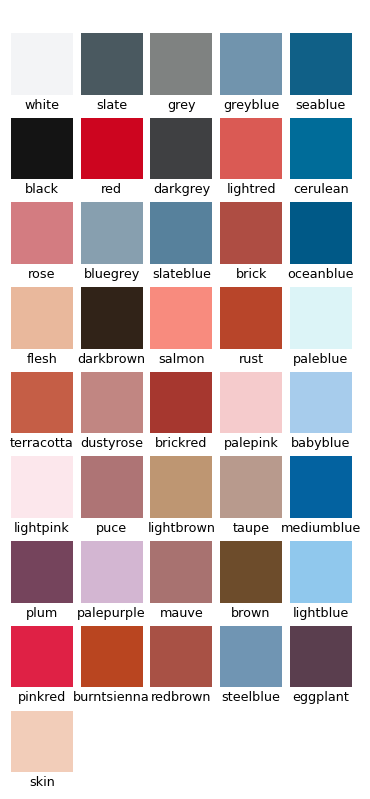 white slate grey greyblue seablue
black red darkgrey lightred cerulean
rose bluegrey slateblue brick oceanblue
flesh darkbrown salmon rust paleblue
terracotta dustyrose brickred palepink babyblue
lightpink puce lightbrown taupe mediumblue
plum palepurple mauve brown lightblue
pinkred burntsienna redbrown steelblue eggplant
skin